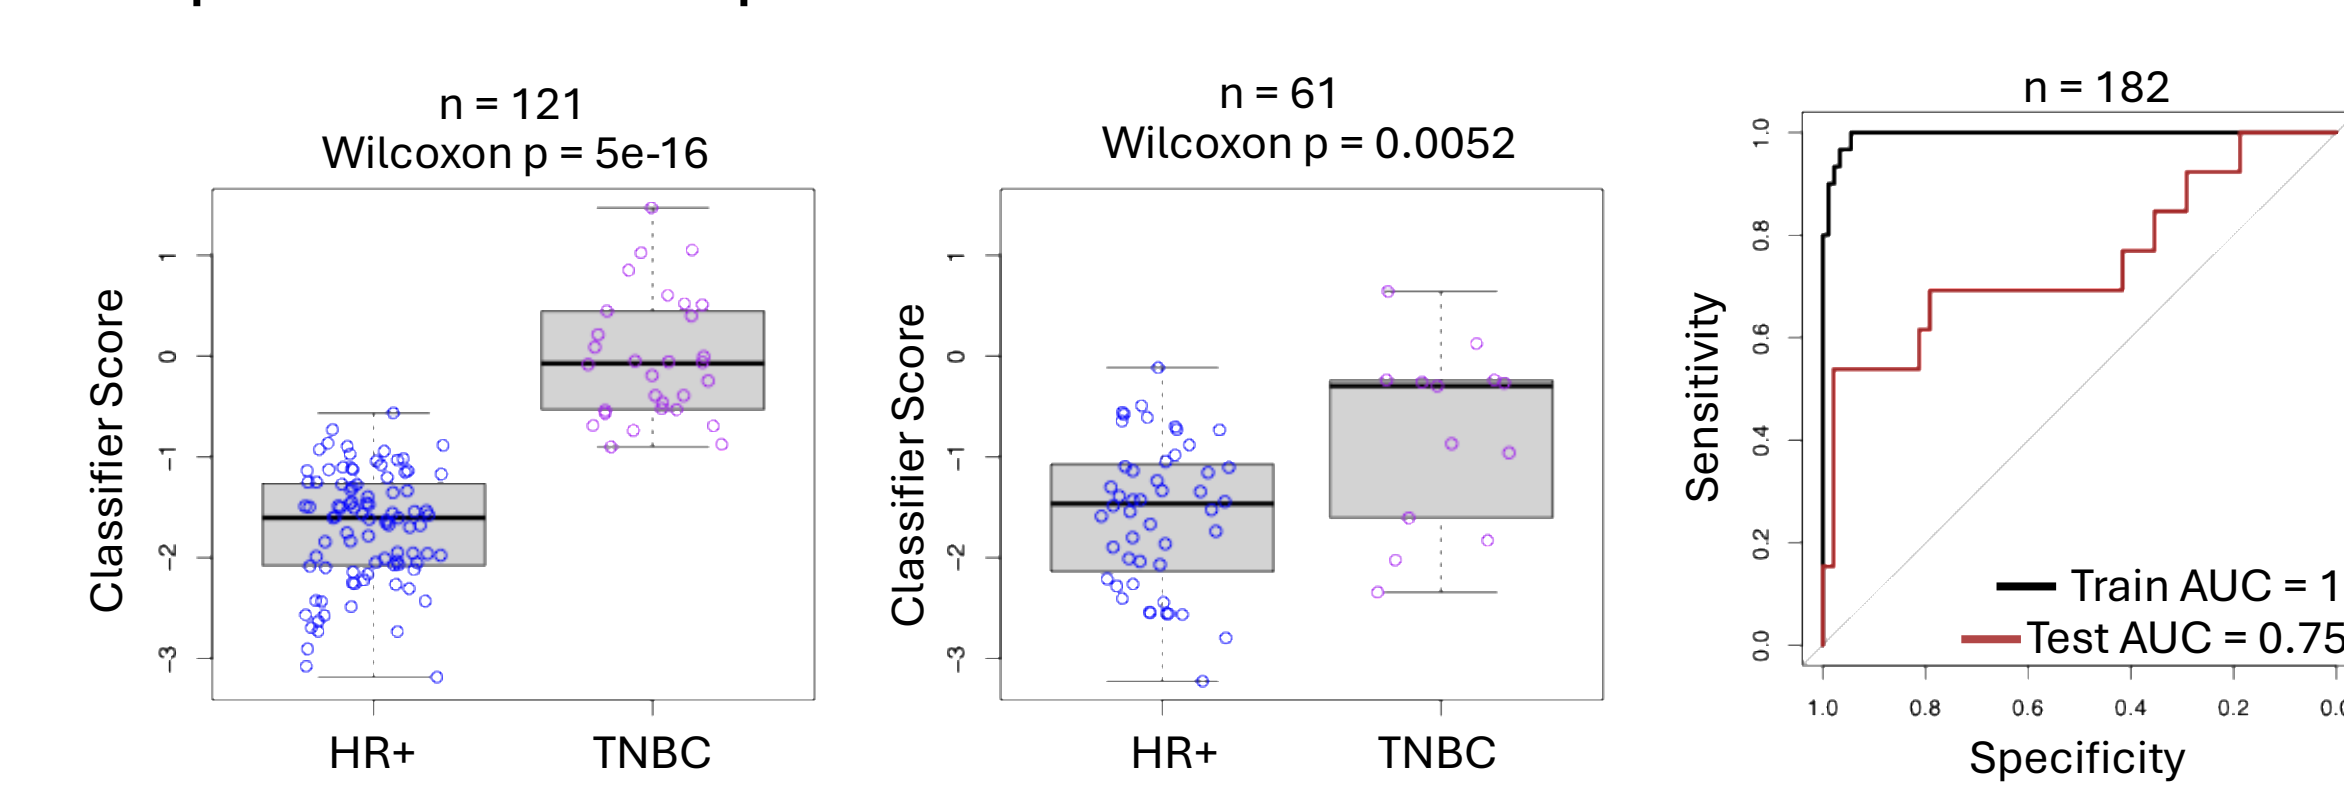 n = 121
Wilcoxon p = 5e-16
Classifier Score
1
0
-1
-2
-3
HR+
TNBC
n = 61
Wilcoxon p = 0.0052
Classifier Score
1
0
-1
-2
-3
HR+
TNBC
n = 182
Sensitivity
1.0
0.8
0.6
0.4
0.2
0.0
Train AUC = 1
Test AUC = 0.75
1.0
0.8
0.6
0.4
0.2
0.0
Specificity